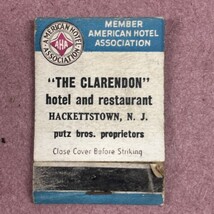 MEMBER
AMERICAN HOTEL
ASSOCIATION
AMERICAN HOTEL
AHA
ASSOCIATION
"THE CLARENDON"
hotel and restaurant
HACKETTSTOWN, N. J.
putz bros. proprietors
Close Cover Before Striking